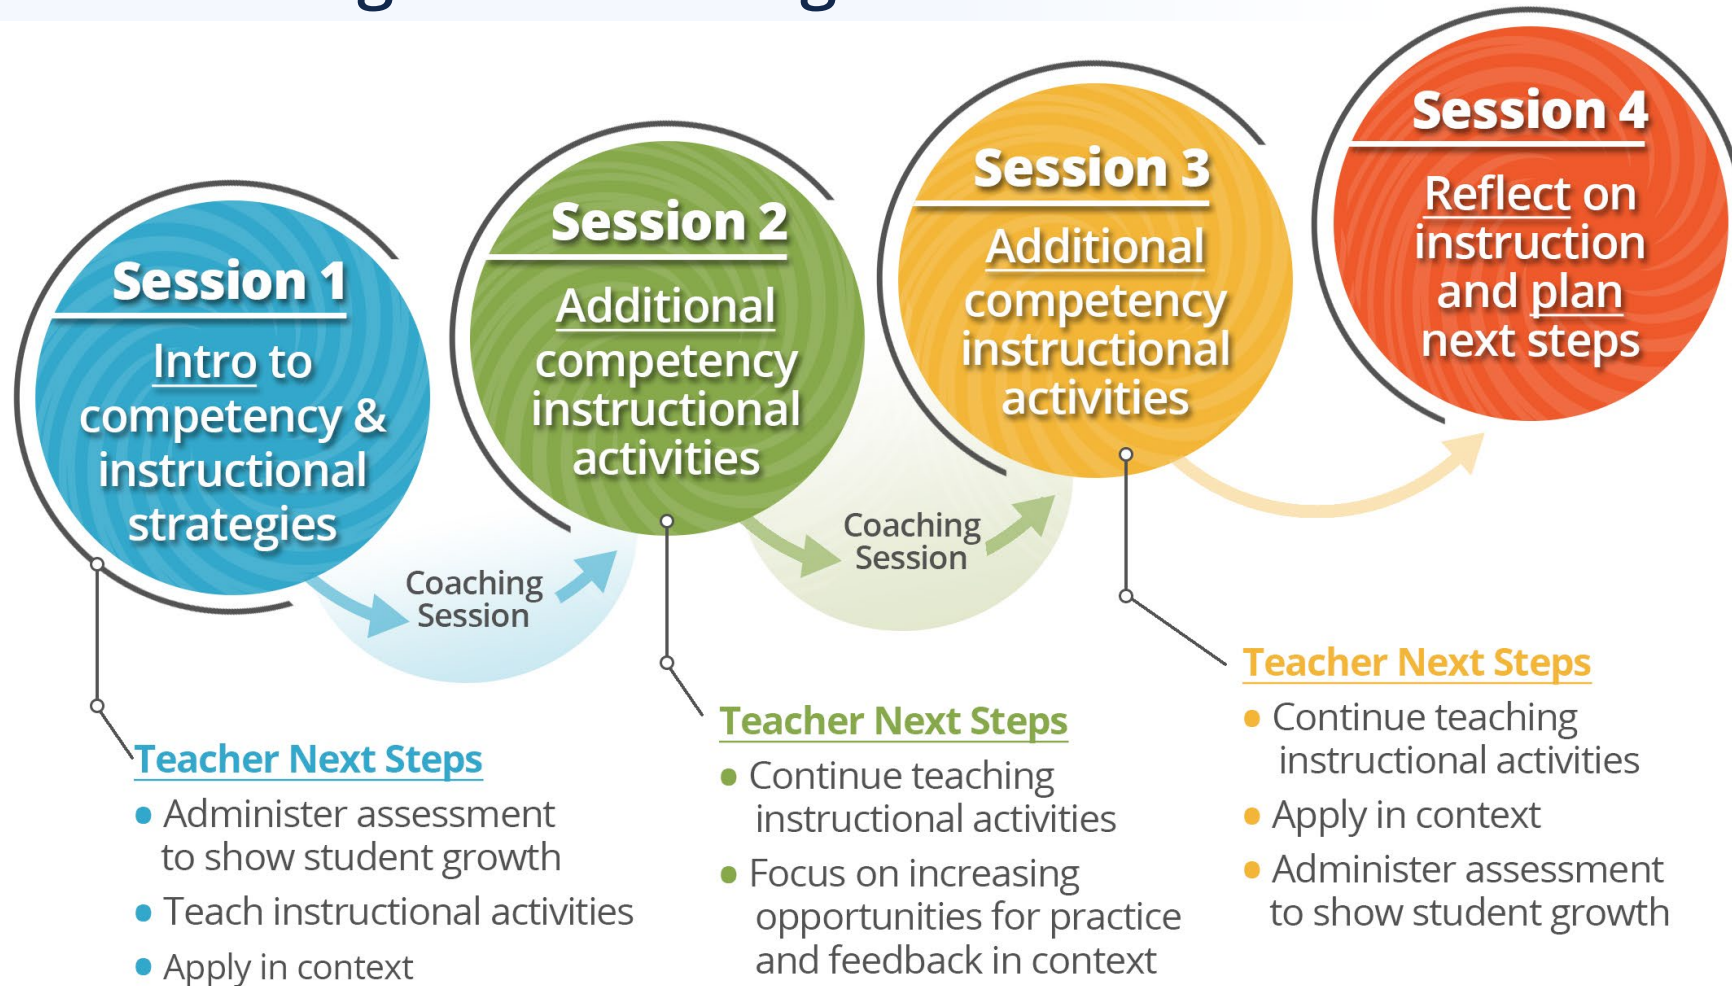 Session 1
Intro to
competency &
instructional
strategies
Coaching
Session
Session 2
Additional
competency
instructional
activities
Coaching
Session
Session 3
Additional
competency
instructional
activities
Session 4
Reflect on
instruction
and plan
next steps
Teacher Next Steps
• Administer assessment
to show student growth
• Teach instructional activities
• Apply in context
Teacher Next Steps
• Continue teaching
instructional activities
• Focus on increasing
opportunities for practice
and feedback in context
Teacher Next Steps
• Continue teaching
instructional activities
• Apply in context
• Administer assessment
to show student growth